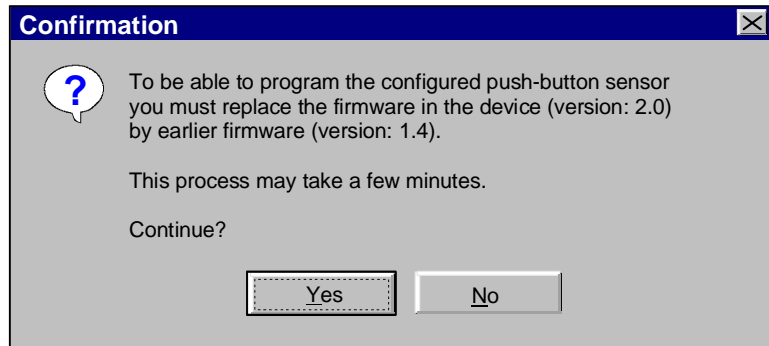 Confirmation
?
To be able to program the configured push-button sensor
you must replace the firmware in the device (version: 2.0)
by earlier firmware (version: 1.4).
This process may take a few minutes.
Continue?
Yes
No